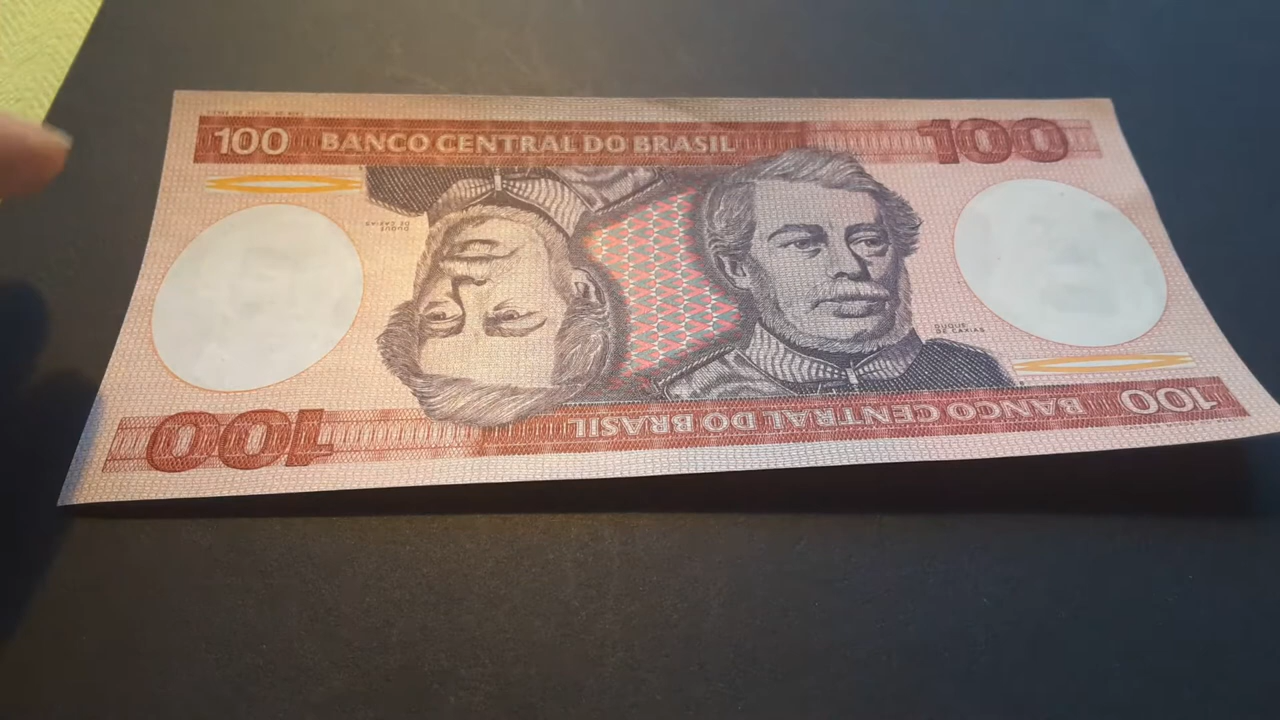 100 BANCO CENTRAL DO BRASIL 100
DUQUE
DE CAXIAS
DUQUE
DE CAXIAS
100 BANCO CENTRAL DO BRASIL 100